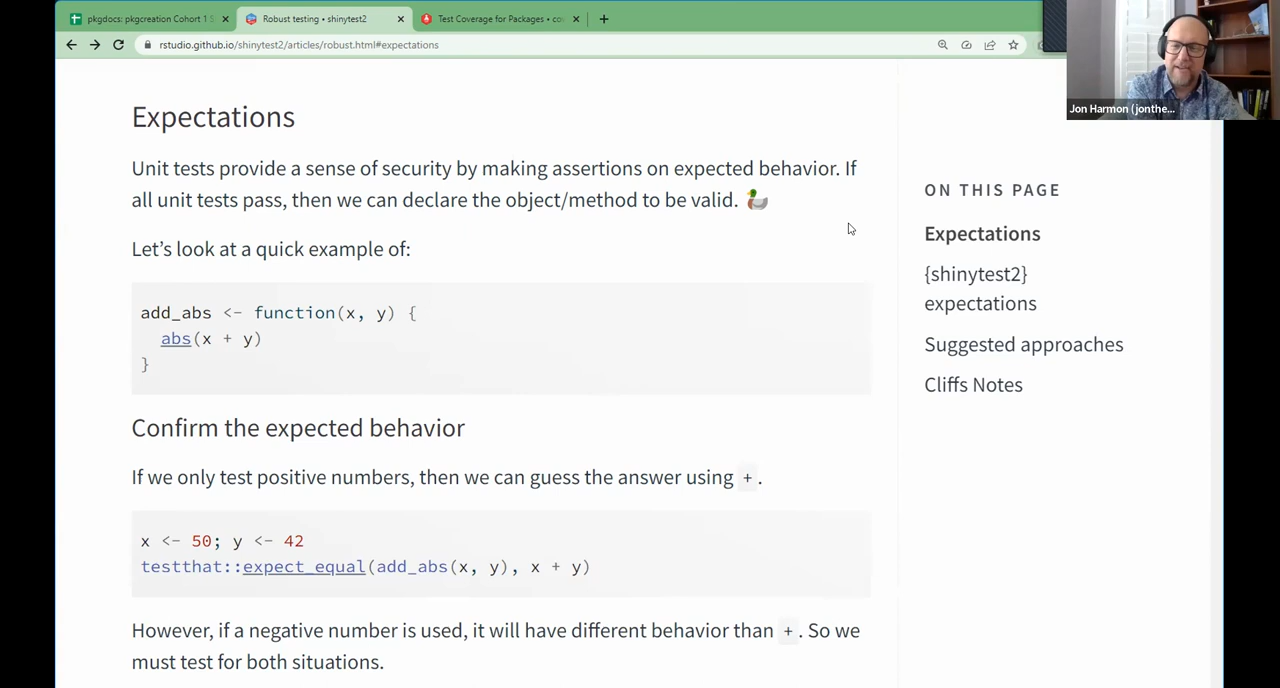 pkgdocs: pkgcreation Cohort 1 S
Robust testing • shinytest2
Test Coverage for Packages • co
rstudio.github.io/shinytest2/articles/robust.html#expectations
Jon Harmon (jonthe...
Expectations
Unit tests provide a sense of security by making assertions on expected behavior. If
all unit tests pass, then we can declare the object/method to be valid. 🦆
Let's look at a quick example of:
add_abs <- function(x, y) {
abs(x + y)
}
Confirm the expected behavior
If we only test positive numbers, then we can guess the answer using + .
x <- 50; y <- 42
testthat::expect_equal(add_abs(x, y), x + y)
However, if a negative number is used, it will have different behavior than + . So we
must test for both situations.
ON THIS PAGE
Expectations
{shinytest2}
expectations
Suggested approaches
Cliffs Notes